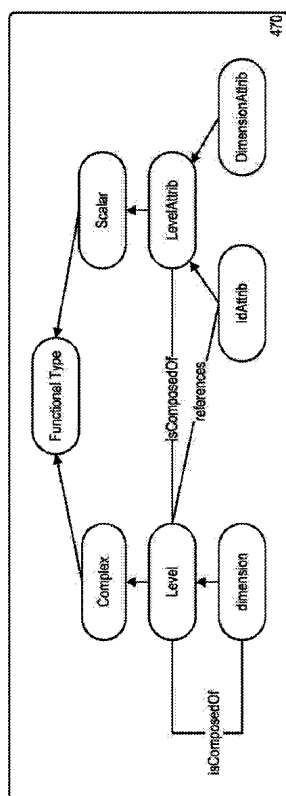 Functional Type
Complex
Scalar
Level
LevelAttrib
isComposedOf
references
dimension
idAttrib
DimensionAttrib
isComposedOf
470